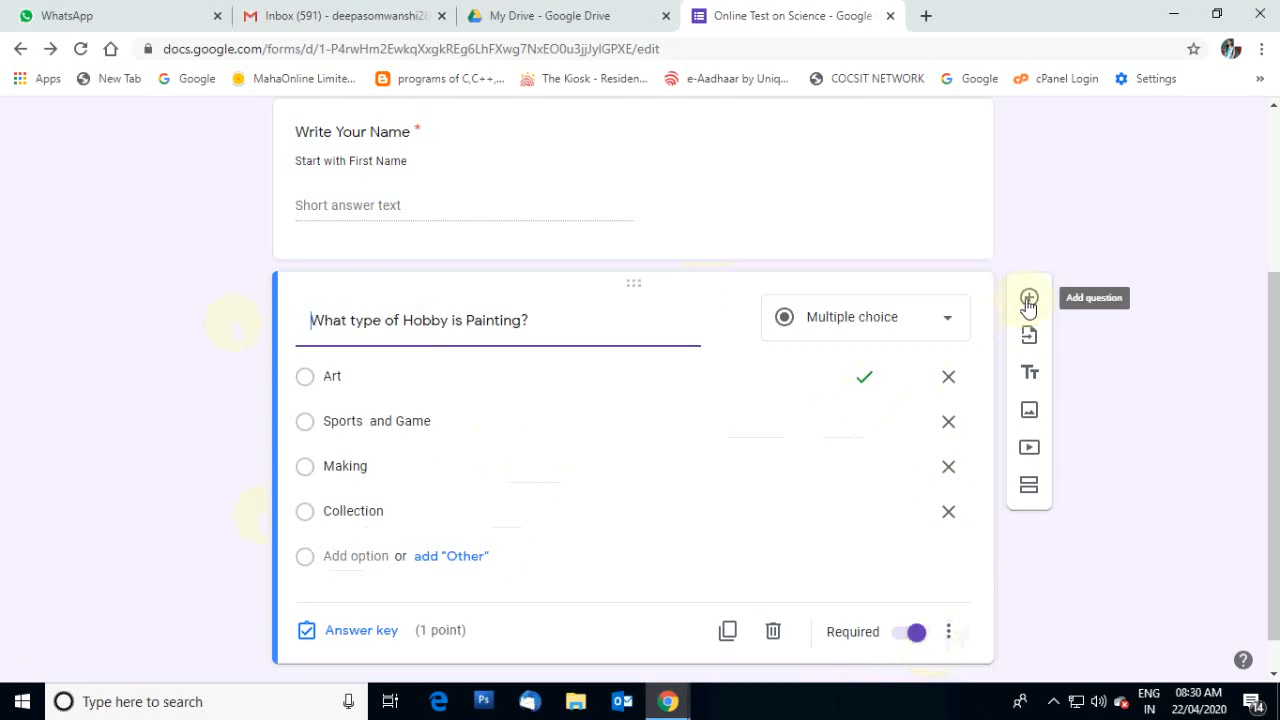 WhatsApp
Inbox (591) - deepasomwanshi2
My Drive - Google Drive
Online Test on Science - Google
docs.google.com/forms/d/1-P4rwHm2EwkqXxgkREg6LhFXwg7NxEO0u3jjJyIGPXE/edit
Apps
New Tab
Google
MahaOnline Limite...
programs of C,C++,...
The Kiosk - Residen...
e-Aadhaar by Uniq...
COCSIT NETWORK
Google
cPanel Login
Settings
»
Write Your Name *
Start with First Name
Short answer text
What type of Hobby is Painting?
Multiple choice
Add question
Art
Sports  and Game
Making
Collection
Add option or add "Other"
Answer key (1 point)
Required
Type here to search
ENG
IN
08:30 AM
22/04/2020
14